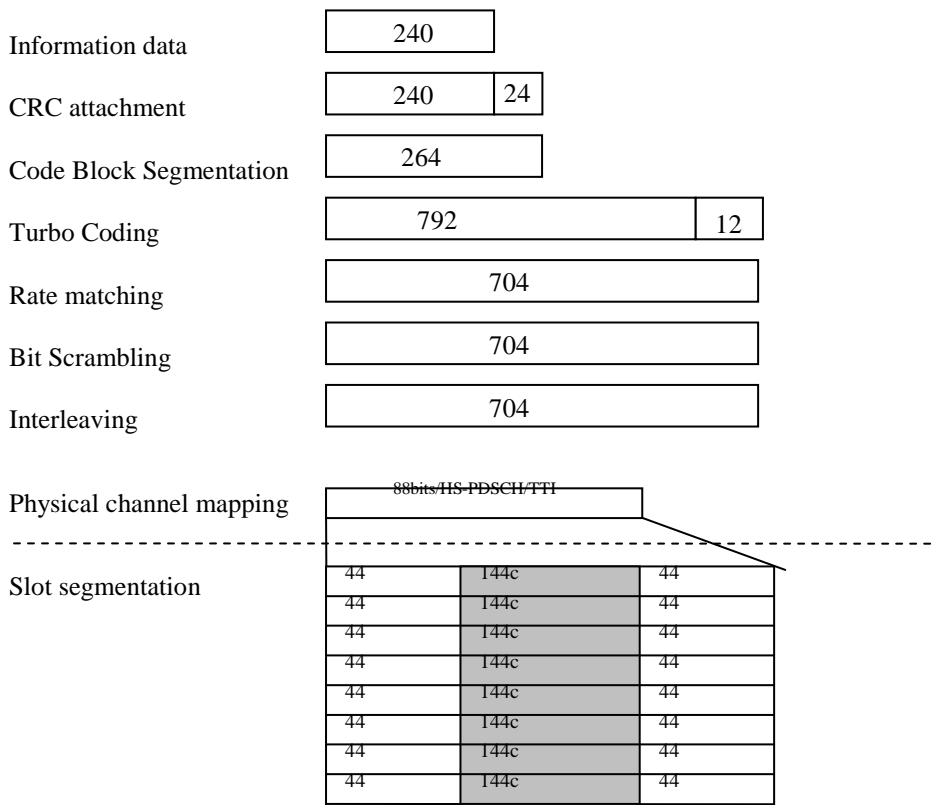 Information data 240
CRC attachment 240 24
Code Block Segmentation 264
Turbo Coding 792 12
Rate matching 704
Bit Scrambling 704
Interleaving 704
Physical channel mapping 88bits/HS-PDSCH/TTI
Slot segmentation 44 144c 44
44 144c 44
44 144c 44
44 144c 44
44 144c 44
44 144c 44
44 144c 44
44 144c 44